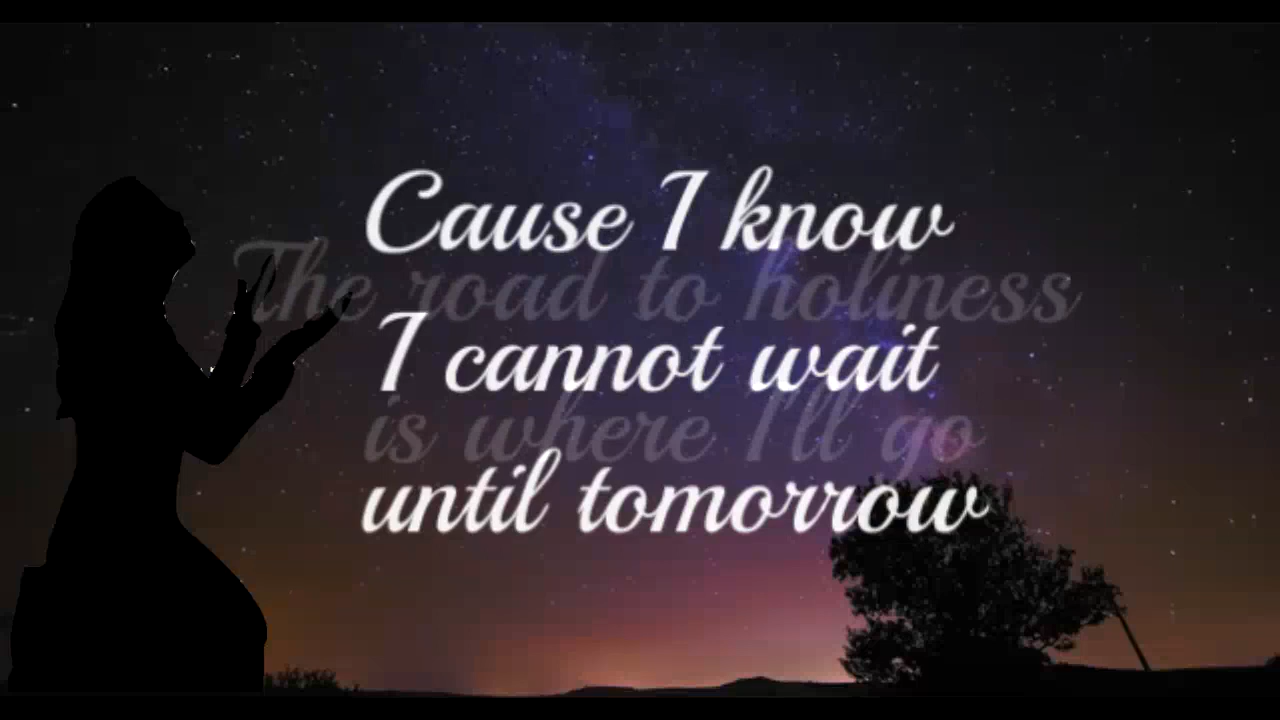 Cause I know
The road to holiness
I cannot wait
is where I'll go
until tomorrow